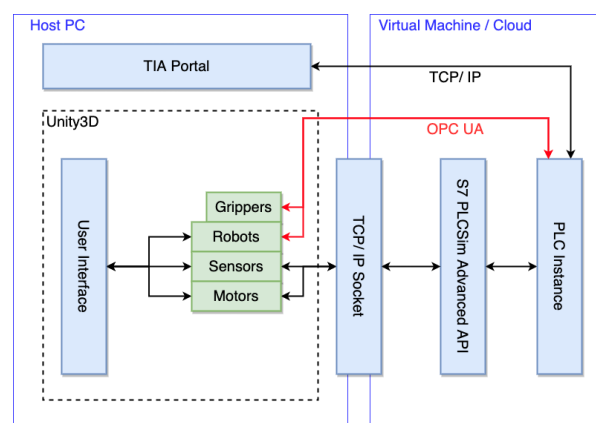 Host PC
Virtual Machine / Cloud
TIA Portal
TCP/ IP
Unity3D
OPC UA
User Interface
Grippers
Robots
Sensors
Motors
TCP/ IP Socket
S7 PLCSim Advanced
API
PLC Instance